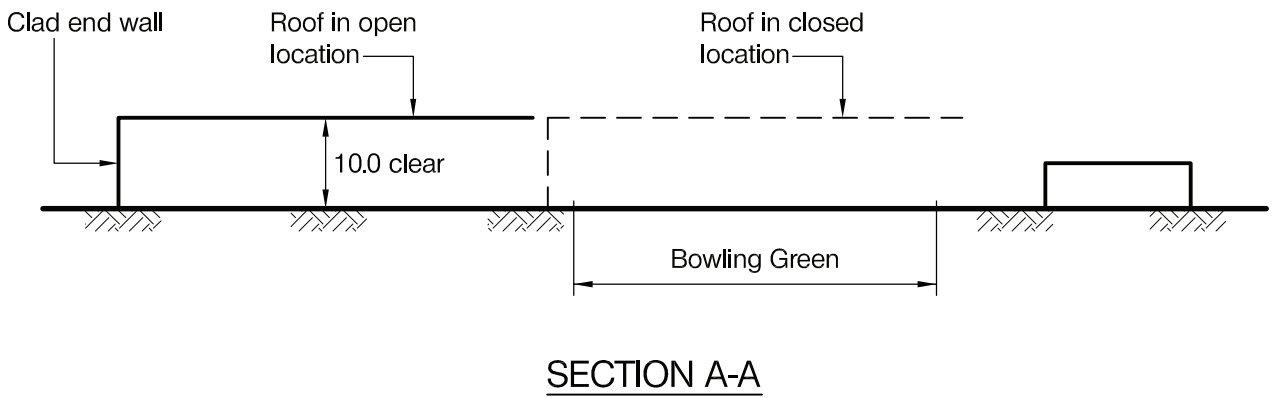 Clad end wall
Roof in open
location
Roof in closed
location
10.0 clear
Bowling Green
SECTION A-A